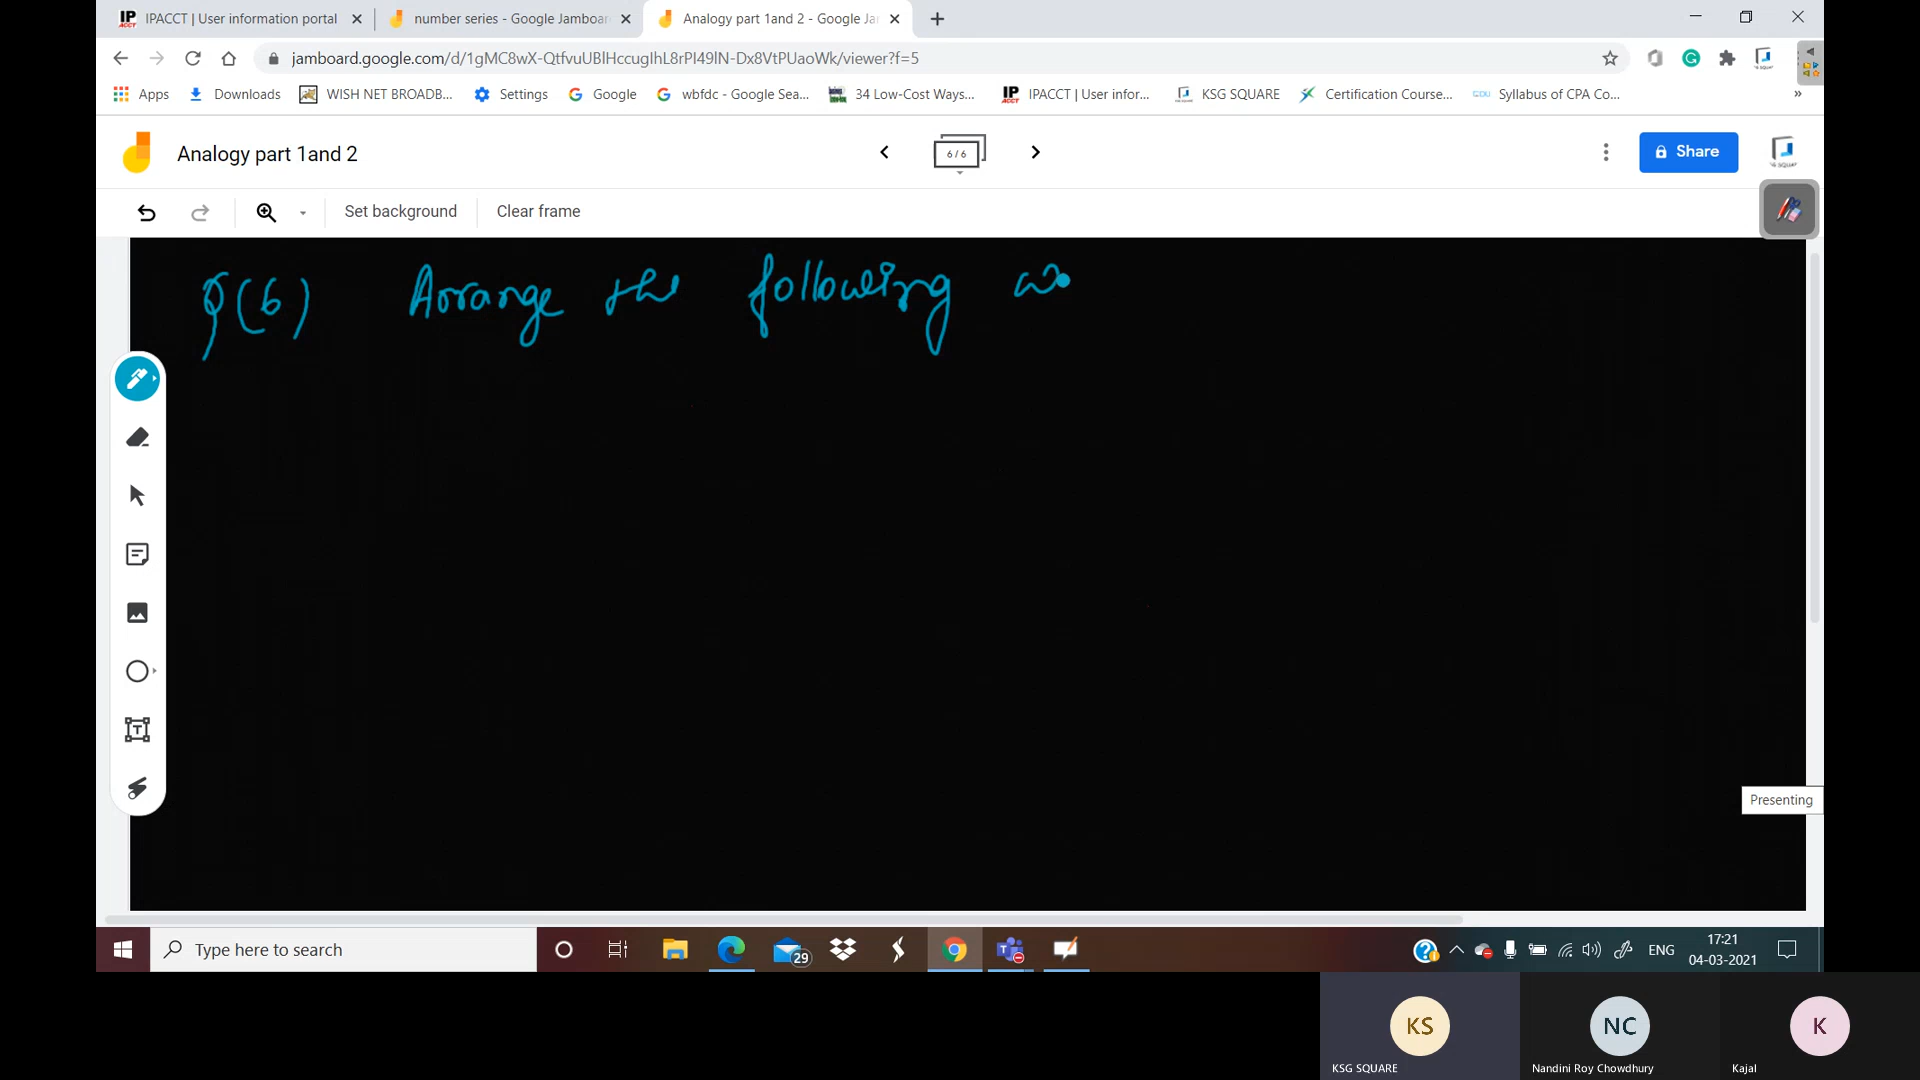 IPACCT | User information portal
number series - Google Jamboar
Analogy part 1and 2 - Google Ja
jamboard.google.com/d/1gMC8wX-QtfvuUBlHccugIhL8rPI49lN-Dx8VtPUaoWk/viewer?f=5
Apps Downloads WISH NET BROADB... Settings Google wbfdc - Google Sea... 34 Low-Cost Ways... IPACCT | User infor... KSG SQUARE Certification Course... Syllabus of CPA Co... »
Analogy part 1and 2
6 / 6
Share
Set background Clear frame
Q(6) Arrange the following wo
Presenting
Type here to search
29
ENG
17:21
04-03-2021
KS NC K
KSG SQUARE Nandini Roy Chowdhury Kajal